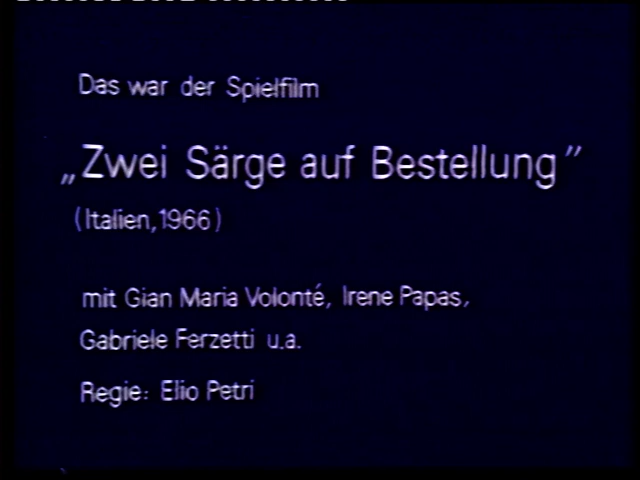 Das war der Spielfilm
„Zwei Särge auf Bestellung”
(Italien, 1966)
mit Gian Maria Volonté, Irene Papas,
Gabriele Ferzetti u.a.
Regie: Elio Petri